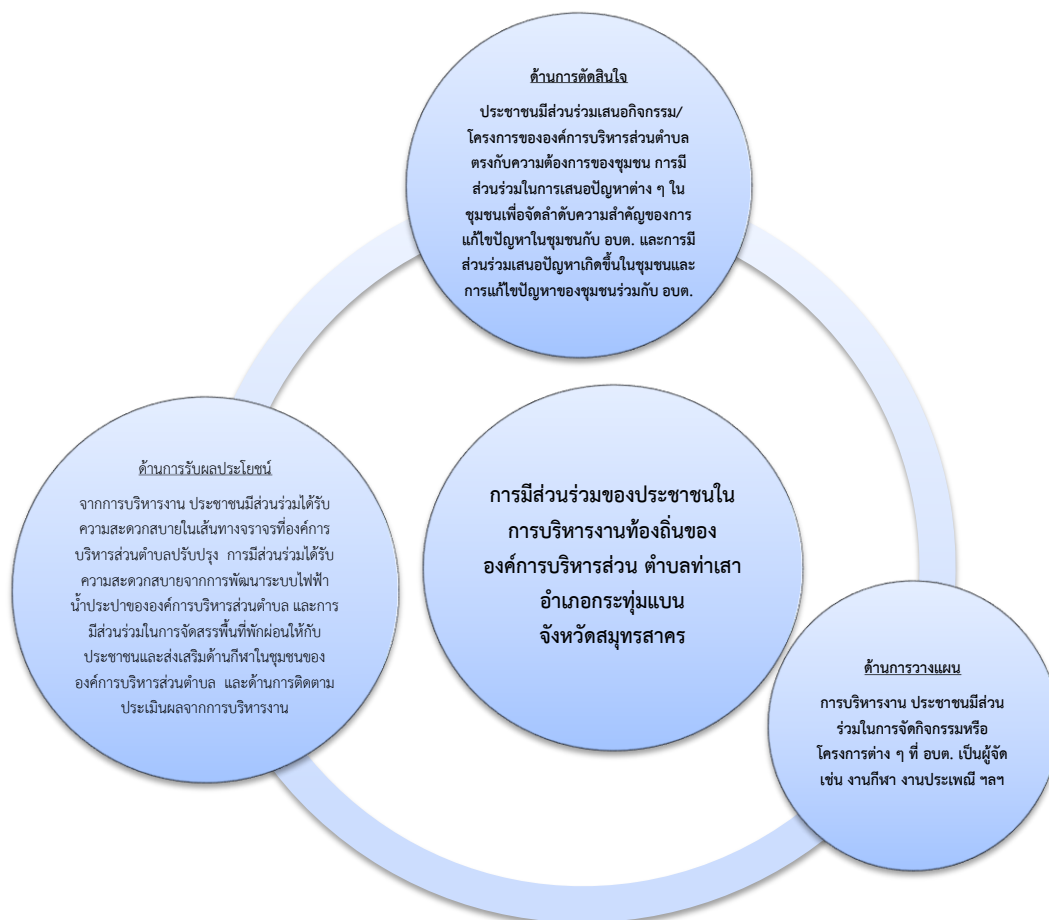 ด้านการตัดสินใจ
ประชาชนมีส่วนร่วมเสนอกิจกรรม/
โครงการขององค์การบริหารส่วนตำบล
ตรงกับความต้องการของชุมชน การมี
ส่วนร่วมในการเสนอปัญหาต่าง ๆ ใน
ชุมชนเพื่อจัดลำดับความสำคัญของการ
แก้ไขปัญหาในชุมชนกับ อบต. และการมี
ส่วนร่วมเสนอปัญหาเกิดขึ้นในชุมชนและ
การแก้ไขปัญหาของชุมชนร่วมกับ อบต.
ด้านการรับผลประโยชน์
จากการบริหารงาน ประชาชนมีส่วนร่วมได้รับ
ความสะดวกสบายในเส้นทางจราจรที่องค์การ
บริหารส่วนตำบลปรับปรุง การมีส่วนร่วมได้รับ
ความสะดวกสบายจากการพัฒนาระบบไฟฟ้า
น้ำประปาขององค์การบริหารส่วนตำบล และการ
มีส่วนร่วมในการจัดสรรพื้นที่พักผ่อนให้กับ
ประชาชนและส่งเสริมด้านกีฬาในชุมชนของ
องค์การบริหารส่วนตำบล และด้านการติดตาม
ประเมินผลจากการบริหารงาน
การมีส่วนร่วมของประชาชนใน
การบริหารงานท้องถิ่นของ
องค์การบริหารส่วน ตำบลท่าเสา
อำเภอกระทุ่มแบน
จังหวัดสมุทรสาคร
ด้านการวางแผน
การบริหารงาน ประชาชนมีส่วน
ร่วมในการจัดกิจกรรมหรือ
โครงการต่าง ๆ ที่ อบต. เป็นผู้จัด
เช่น งานกีฬา งานประเพณี ฯลฯ